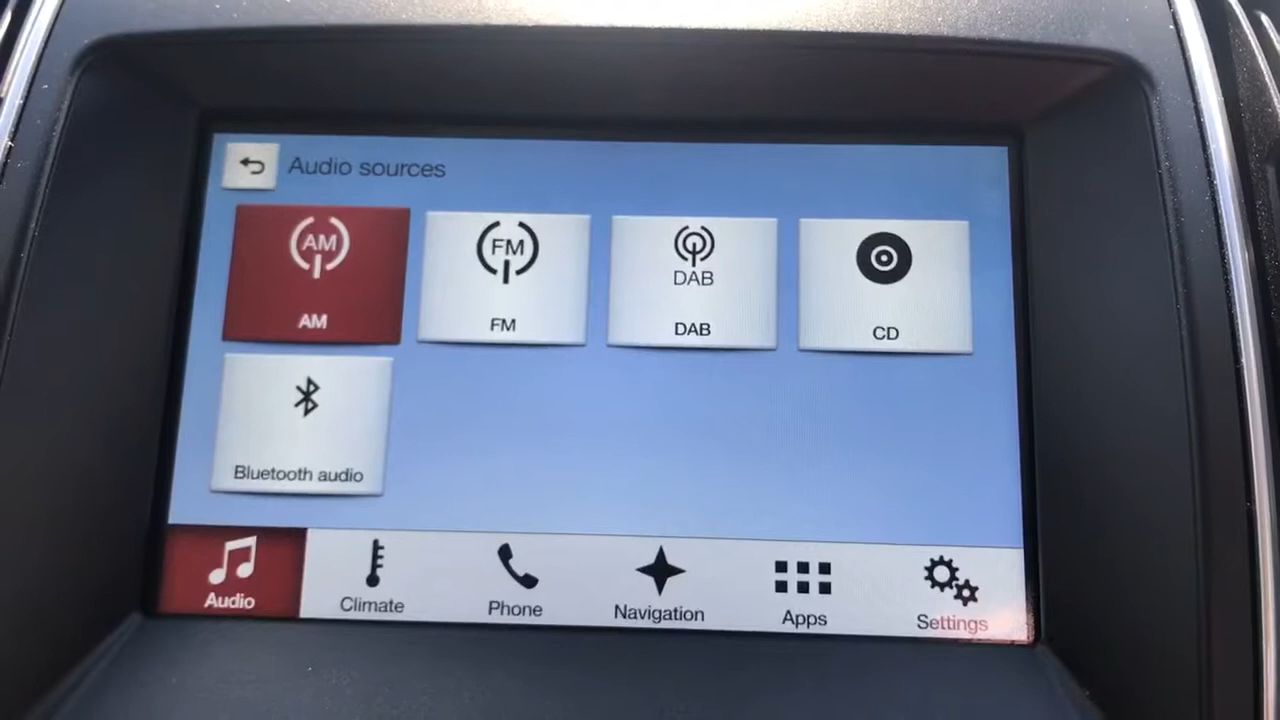 Audio sources
AM
FM
DAB
AM
FM
DAB
CD
Bluetooth audio
Audio
Climate
Phone
Navigation
Apps
Settings